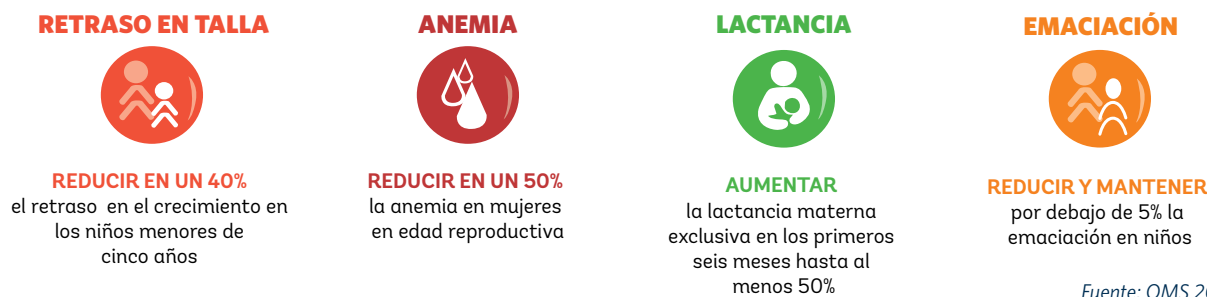 RETRASO EN TALLA
REDUCIR EN UN 40%
el retraso en el crecimiento en
los niños menores de
cinco años
ANEMIA
REDUCIR EN UN 50%
la anemia en mujeres
en edad reproductiva
LACTANCIA
AUMENTAR
la lactancia materna
exclusiva en los primeros
seis meses hasta al
menos 50%
EMACIACIÓN
REDUCIR Y MANTENER
por debajo de 5% la
emaciación en niños
Fuente: OMS